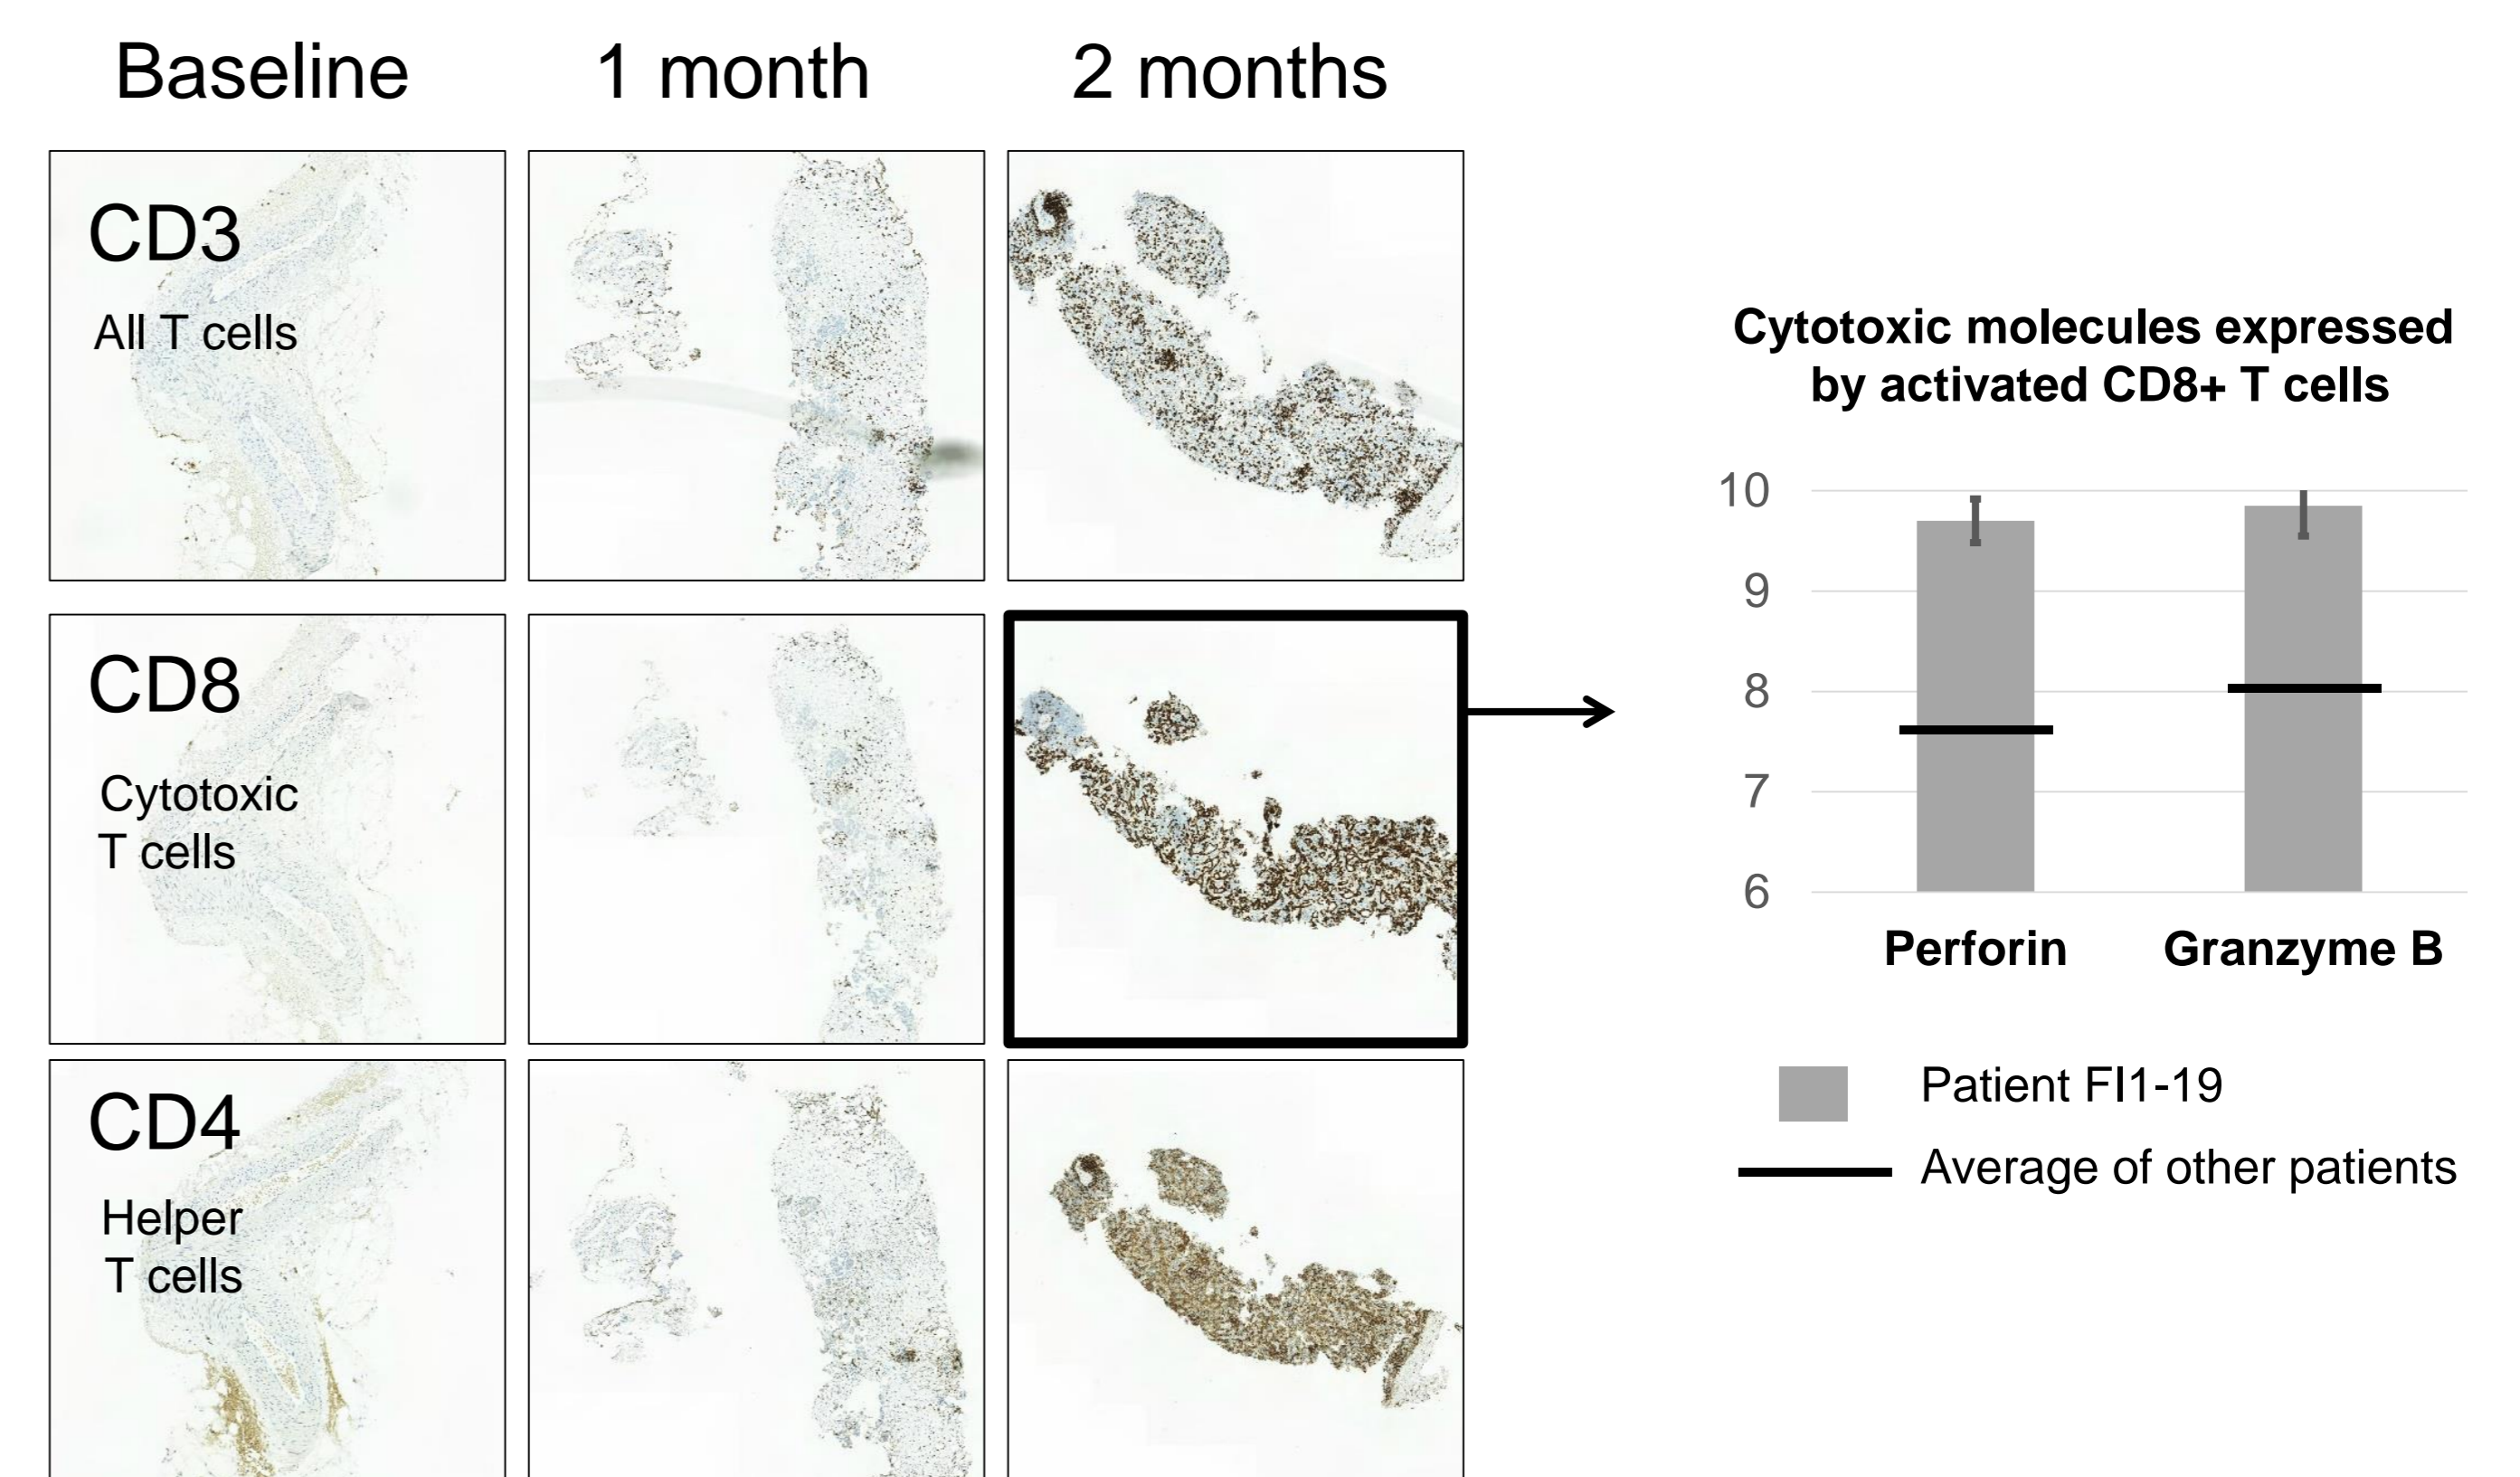 Baseline
1 month
2 months
CD3
All T cells
CD8
Cytotoxic
T cells
CD4
Helper
T cells
Cytotoxic molecules expressed
by activated CD8+ T cells
10
9
8
7
6
Perforin
Granzyme B
Patient FI1-19
Average of other patients